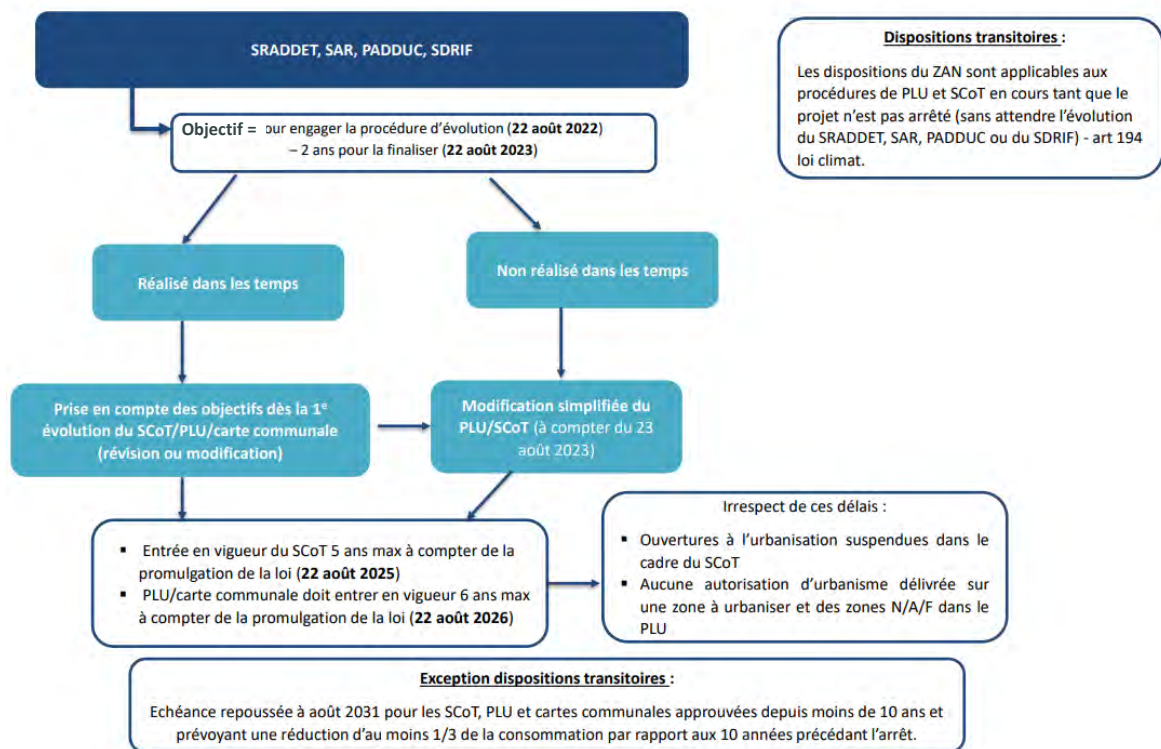 SRADDET, SAR, PADDUC, SDRIF
Objectif = our engager la procédure d’évolution (22 août 2022)
– 2 ans pour la finaliser (22 août 2023)
Dispositions transitoires :
Les dispositions du ZAN sont applicables aux
procédures de PLU et SCoT en cours tant que le
projet n’est pas arrêté (sans attendre l’évolution
du SRADDET, SAR, PADDUC ou du SDRIF) - art 194
loi climat.
Réalisé dans les temps
Non réalisé dans les temps
Prise en compte des objectifs dès la 1e
évolution du SCoT/PLU/carte communale
(révision ou modification)
Modification simplifiée du
PLU/SCoT (à compter du 23
août 2023)
▪ Entrée en vigueur du SCoT 5 ans max à compter de la
promulgation de la loi (22 août 2025)
▪ PLU/carte communale doit entrer en vigueur 6 ans max
à compter de la promulgation de la loi (22 août 2026)
Irrespect de ces délais :
▪ Ouvertures à l’urbanisation suspendues dans le
cadre du SCoT
▪ Aucune autorisation d’urbanisme délivrée sur
une zone à urbaniser et des zones N/A/F dans le
PLU
Exception dispositions transitoires :
Echéance repoussée à août 2031 pour les SCoT, PLU et cartes communales approuvées depuis moins de 10 ans et
prévoyant une réduction d’au moins 1/3 de la consommation par rapport aux 10 années précédant l’arrêt.